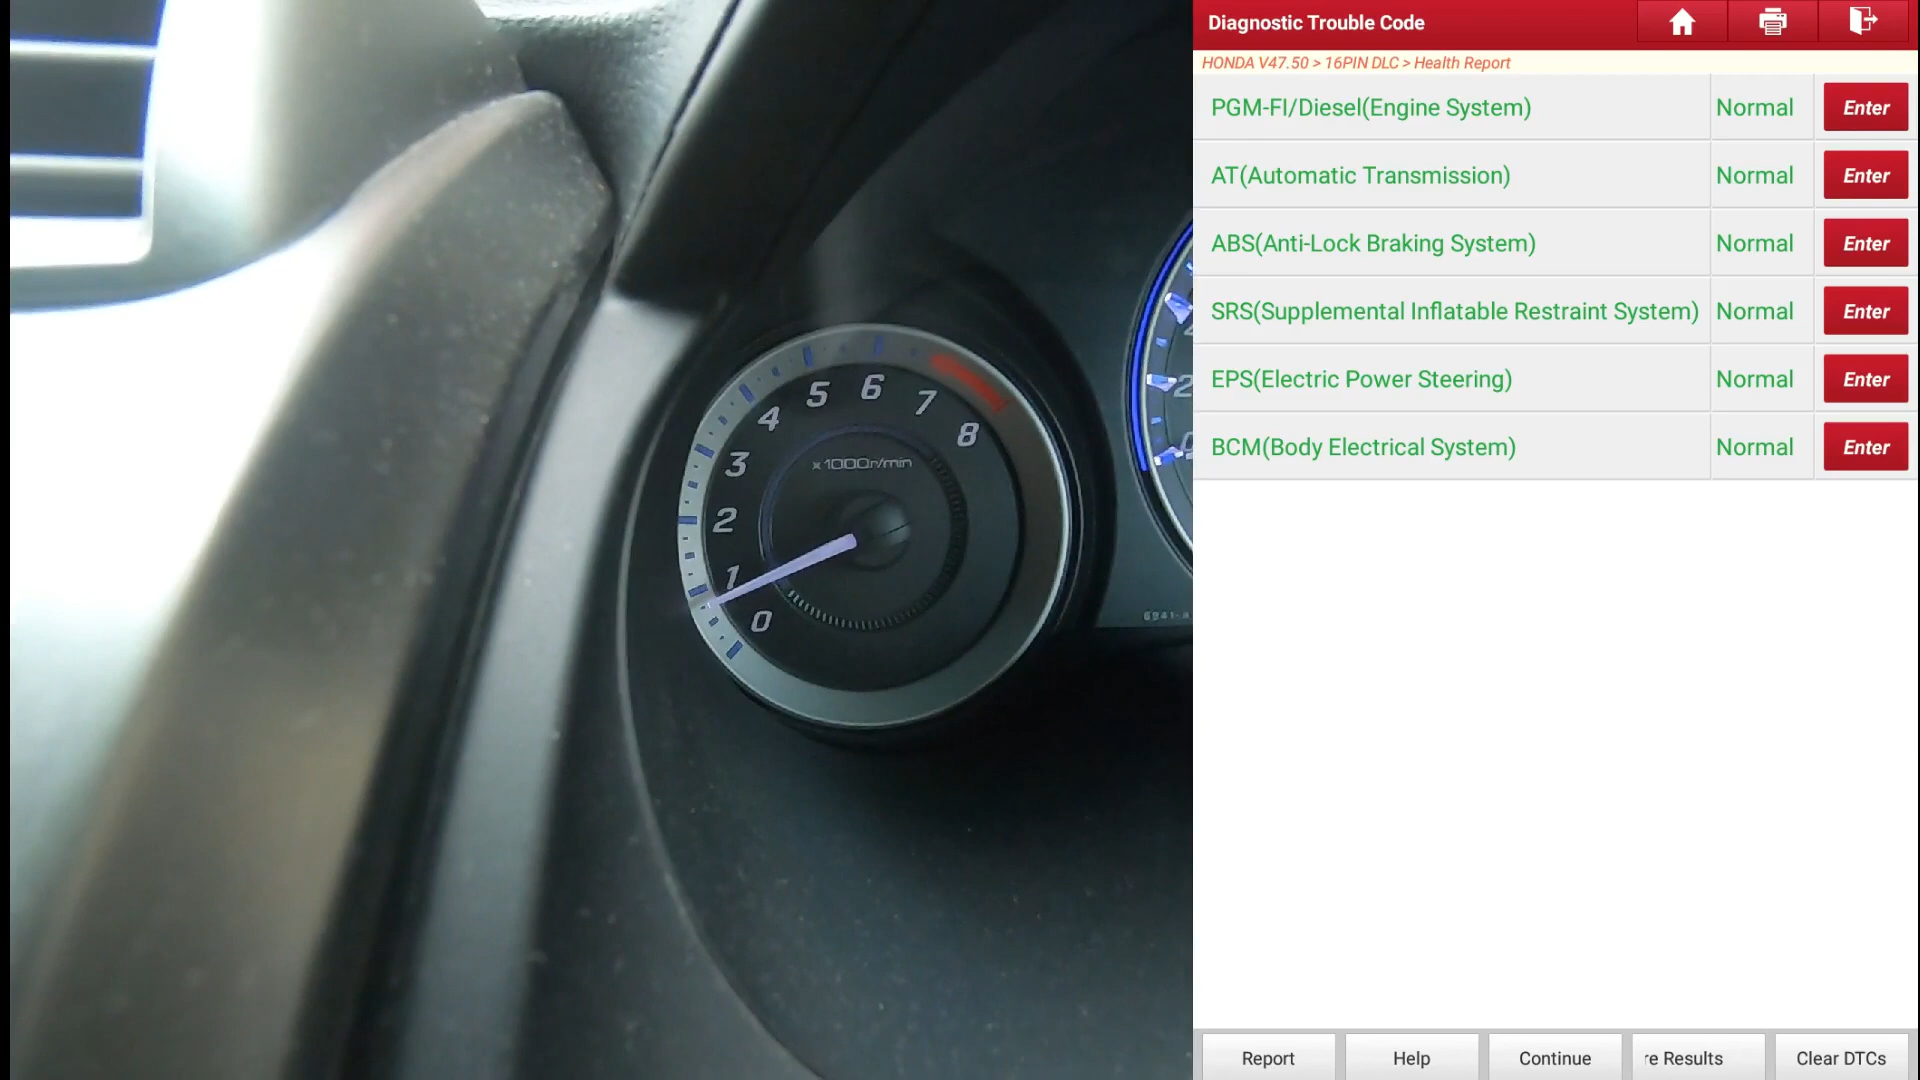 Diagnostic Trouble Code
HONDA V47.50 > 16PIN DLC > Health Report
PGM-FI/Diesel(Engine System) Normal Enter
AT(Automatic Transmission) Normal Enter
ABS(Anti-Lock Braking System) Normal Enter
SRS(Supplemental Inflatable Restraint System) Normal Enter
EPS(Electric Power Steering) Normal Enter
BCM(Body Electrical System) Normal Enter
Report Help Continue re Results Clear DTCs
0
1
2
3
4
5
6
7
8
x1000r/min
2